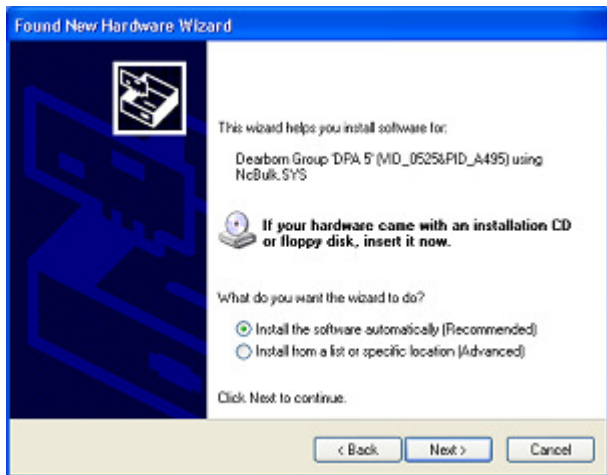 Found New Hardware Wizard
This wizard helps you install software for:
Dearborn Group 'DPA 5' (VID_0525&PID_A495) using
NcBulk.SYS
If your hardware came with an installation CD
or floppy disk, insert it now.
What do you want the wizard to do?
Install the software automatically (Recommended)
Install from a list or specific location (Advanced)
Click Next to continue.
< Back
Next >
Cancel